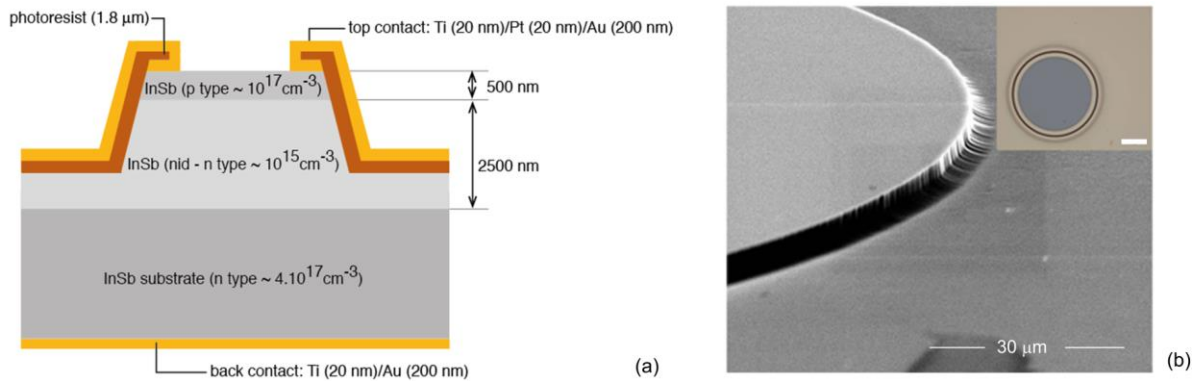 photoresist (1.8 μm)
top contact: Ti (20 nm)/Pt (20 nm)/Au (200 nm)
InSb (p type ~ 10¹⁷cm⁻³)
500 nm
InSb (nid - n type ~ 10¹⁵cm⁻³)
2500 nm
InSb substrate (n type ~ 4.10¹⁷cm⁻³)
back contact: Ti (20 nm)/Au (200 nm)
(a)
30 μm
(b)